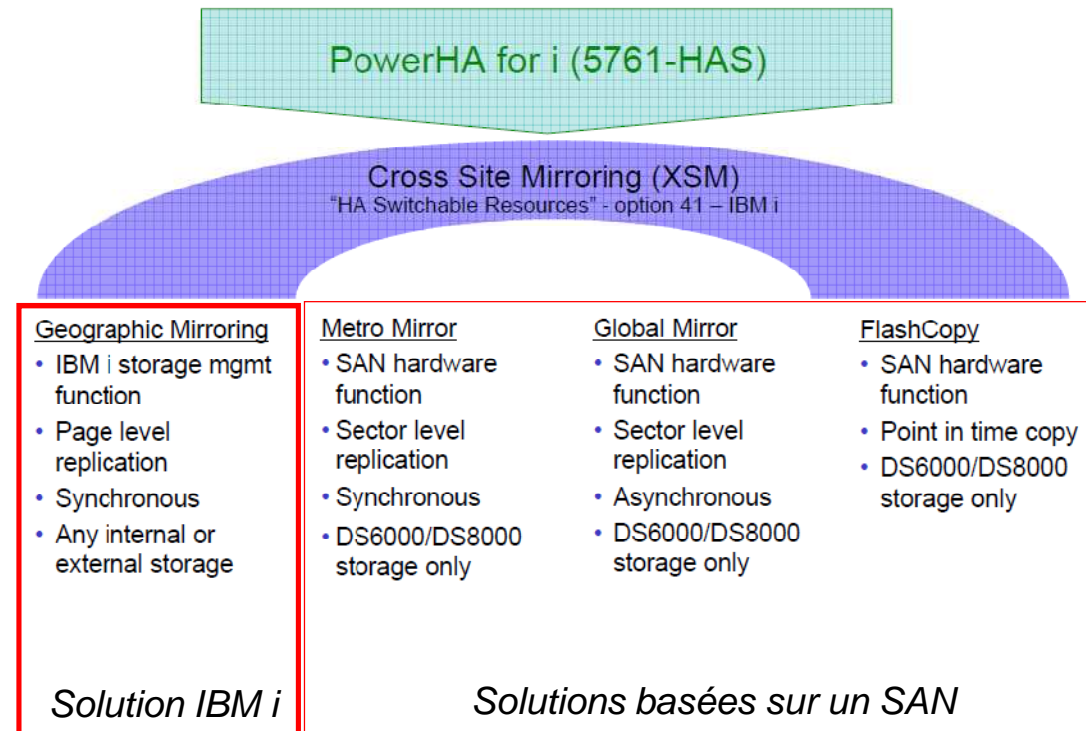 PowerHA for i (5761-HAS)
Cross Site Mirroring (XSM)
"HA Switchable Resources" - option 41 – IBM i
Geographic Mirroring
• IBM i storage mgmt
function
• Page level
replication
• Synchronous
• Any internal or
external storage
Metro Mirror
• SAN hardware
function
• Sector level
replication
• Synchronous
• DS6000/DS8000
storage only
Global Mirror
• SAN hardware
function
• Sector level
replication
• Asynchronous
• DS6000/DS8000
storage only
FlashCopy
• SAN hardware
function
• Point in time copy
• DS6000/DS8000
storage only
Solution IBM i
Solutions basées sur un SAN